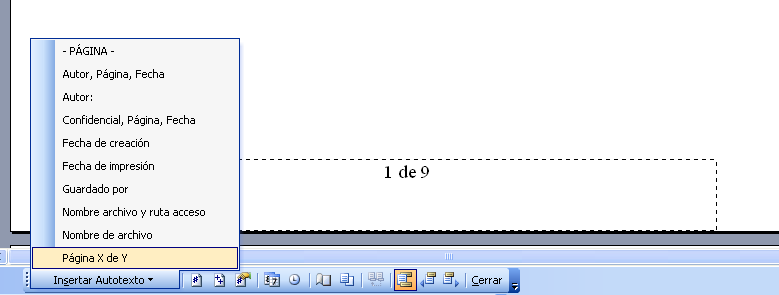 - PÁGINA -
Autor, Página, Fecha
Autor:
Confidencial, Página, Fecha
Fecha de creación
Fecha de impresión
Guardado por
Nombre archivo y ruta acceso
Nombre de archivo
Página X de Y
1 de 9
Insertar Autotexto
Cerrar